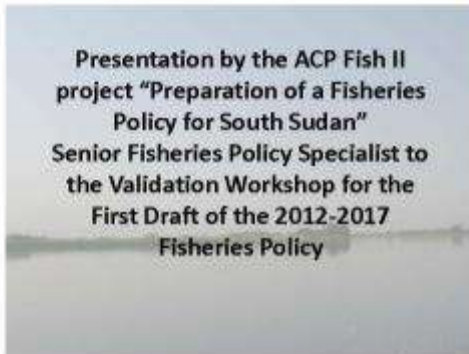 Presentation by the ACP Fish II
project “Preparation of a Fisheries
Policy for South Sudan”
Senior Fisheries Policy Specialist to
the Validation Workshop for the
First Draft of the 2012-2017
Fisheries Policy